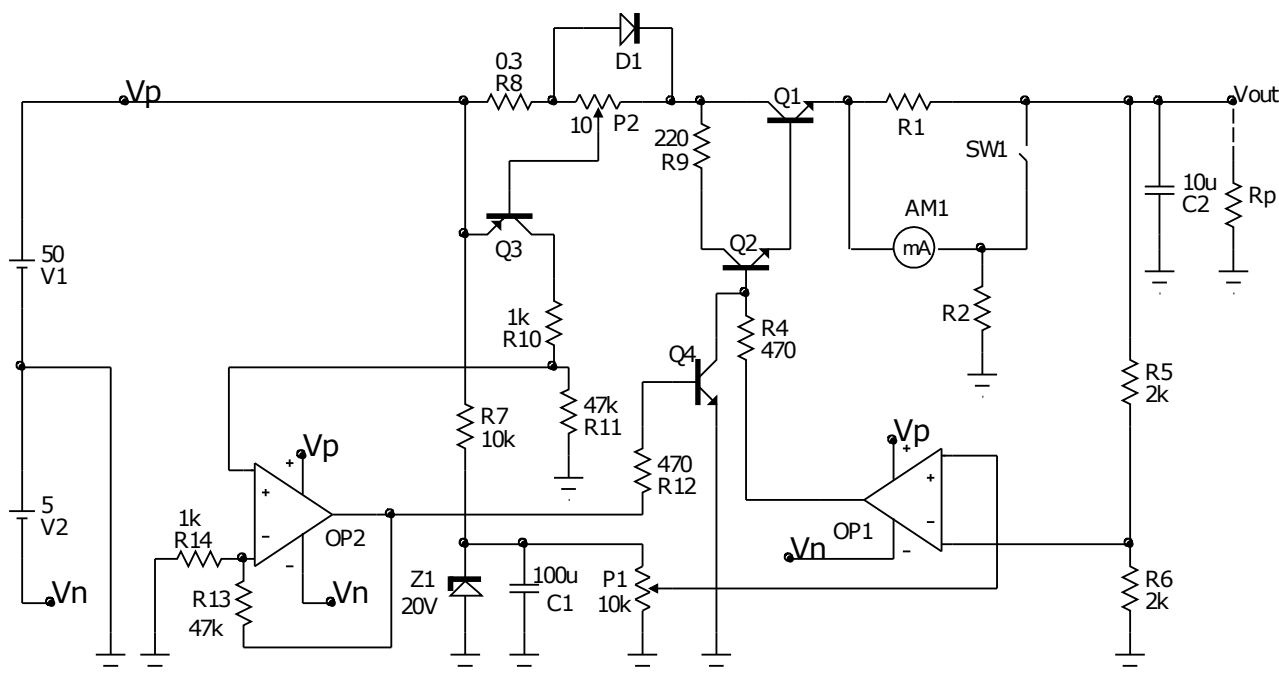 D1
0.3
R8
Vp
10
P2
Q1
R1
Vout
220
R9
SW1
10u
C2
Rp
AM1
mA
Q3
Q2
50
V1
1k
R10
R2
R4
470
Q4
R5
2k
47k
R11
R7
10k
Vp
+
Vp
+
470
R12
+
-
OP2
+
-
OP1
5
V2
1k
R14
-
Vn
-
Vn
Vn
R13
47k
Z1
20V
100u
C1
P1
10k
R6
2k